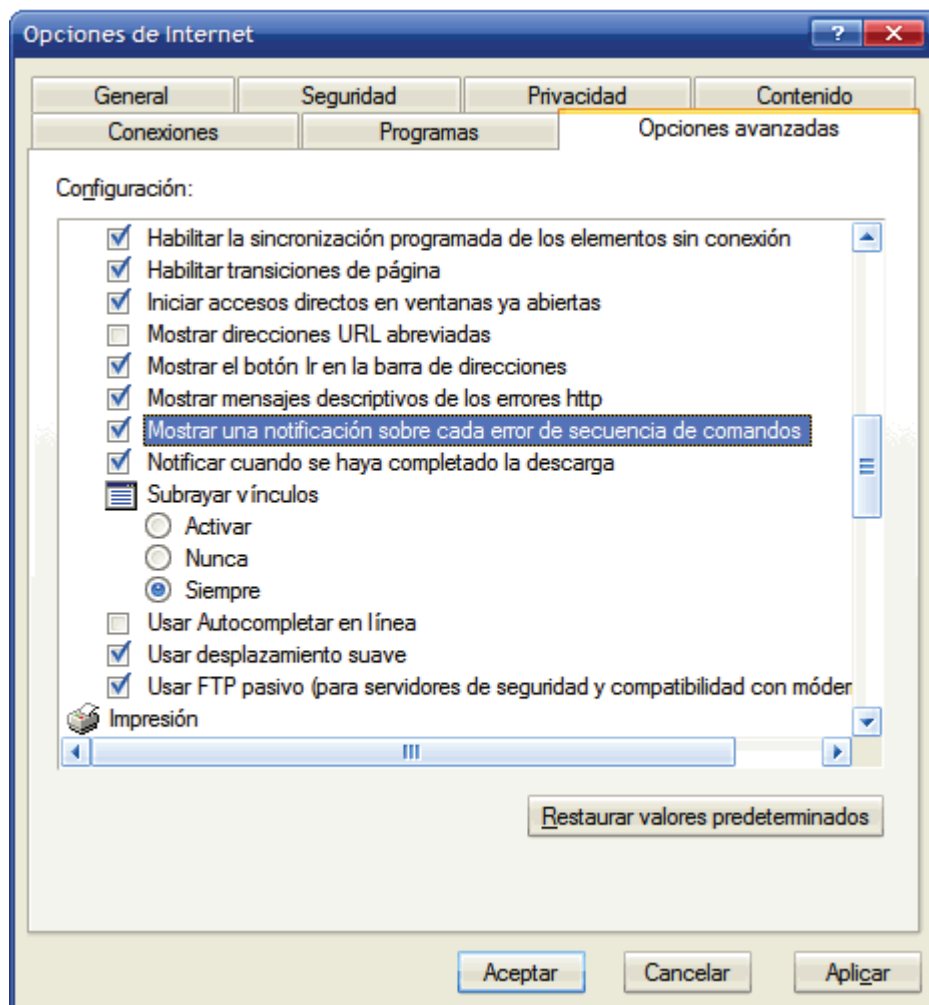 Opciones de Internet
General Seguridad Privacidad Contenido
Conexiones Programas Opciones avanzadas
Configuración:
Habilitar la sincronización programada de los elementos sin conexión
Habilitar transiciones de página
Iniciar accesos directos en ventanas ya abiertas
Mostrar direcciones URL abreviadas
Mostrar el botón Ir en la barra de direcciones
Mostrar mensajes descriptivos de los errores http
Mostrar una notificación sobre cada error de secuencia de comandos
Notificar cuando se haya completado la descarga
Subrayar vínculos
Activar
Nunca
Siempre
Usar Autocompletar en línea
Usar desplazamiento suave
Usar FTP pasivo (para servidores de seguridad y compatibilidad con móder
Impresión
Restaurar valores predeterminados
Aceptar Cancelar Aplicar